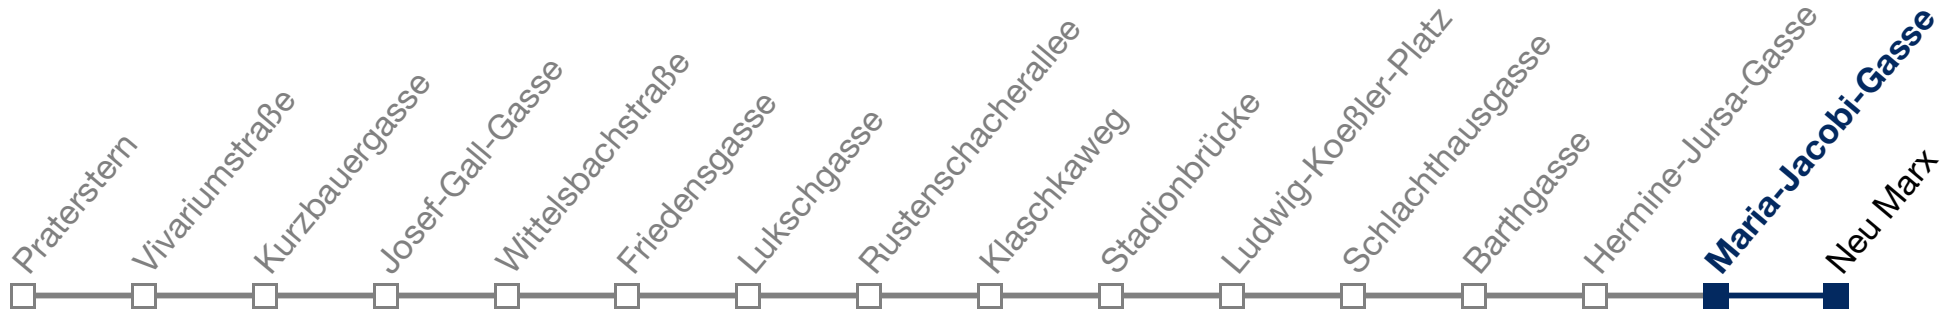 Praterstern
Vivariumstraße
Kurzbauergasse
Josef-Gall-Gasse
Wittelsbachstraße
Friedensgasse
Lukschgasse
Rustenschacherallee
Klaschkaweg
Stadionbrücke
Ludwig-Koeßler-Platz
Schlachthausgasse
Barthgasse
Hermine-Jursa-Gasse
Maria-Jacobi-Gasse
Neu Marx